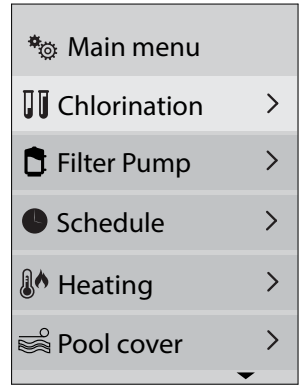 Main menu
Chlorination
Filter Pump
Schedule
Heating
Pool cover